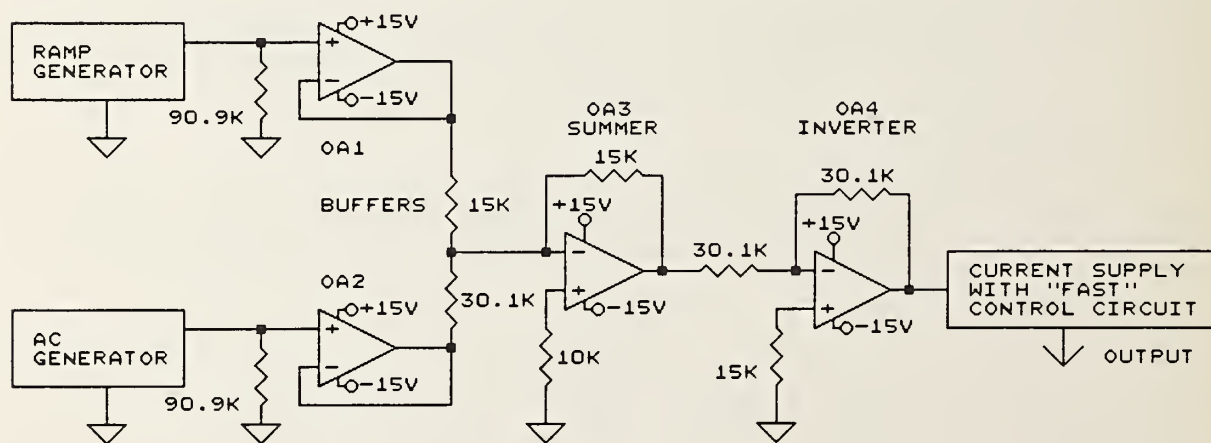 RAMP
GENERATOR
90.9K
+15V
+
−
−15V
OA1
BUFFERS
15K
30.1K
OA2
AC
GENERATOR
90.9K
+15V
+
−
−15V
OA3
SUMMER
15K
+15V
−
+
−15V
10K
30.1K
OA4
INVERTER
30.1K
+15V
−
+
−15V
15K
CURRENT SUPPLY
WITH "FAST"
CONTROL CIRCUIT
OUTPUT